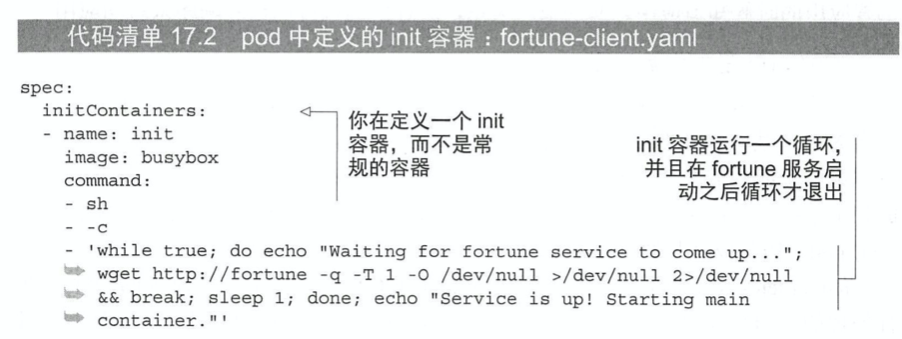 代码清单 17.2 pod 中定义的 init 容器：fortune-client.yaml
spec:
  initContainers:
  - name: init
    image: busybox
    command:
    - sh
    - -c
    - 'while true; do echo "Waiting for fortune service to come up...";
      wget http://fortune -q -T 1 -O /dev/null >/dev/null 2>/dev/null
      && break; sleep 1; done; echo "Service is up! Starting main
      container."'
你在定义一个 init
容器，而不是常
规的容器
init 容器运行一个循环，
并且在 fortune 服务启
动之后循环才退出